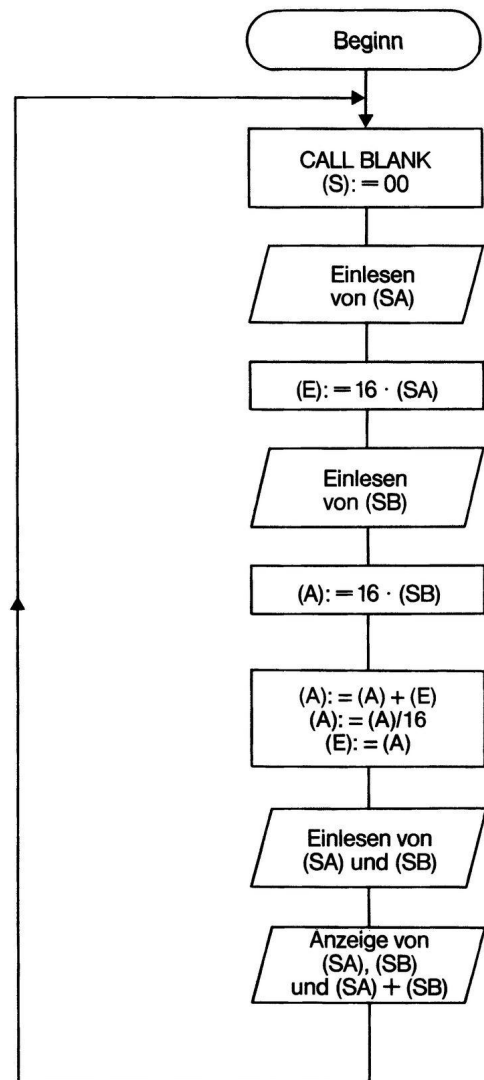 Beginn
CALL BLANK
(S): = 00
Einlesen
von (SA)
(E): = 16 · (SA)
Einlesen
von (SB)
(A): = 16 · (SB)
(A): = (A) + (E)
(A): = (A)/16
(E): = (A)
Einlesen von
(SA) und (SB)
Anzeige von
(SA), (SB)
und (SA) + (SB)